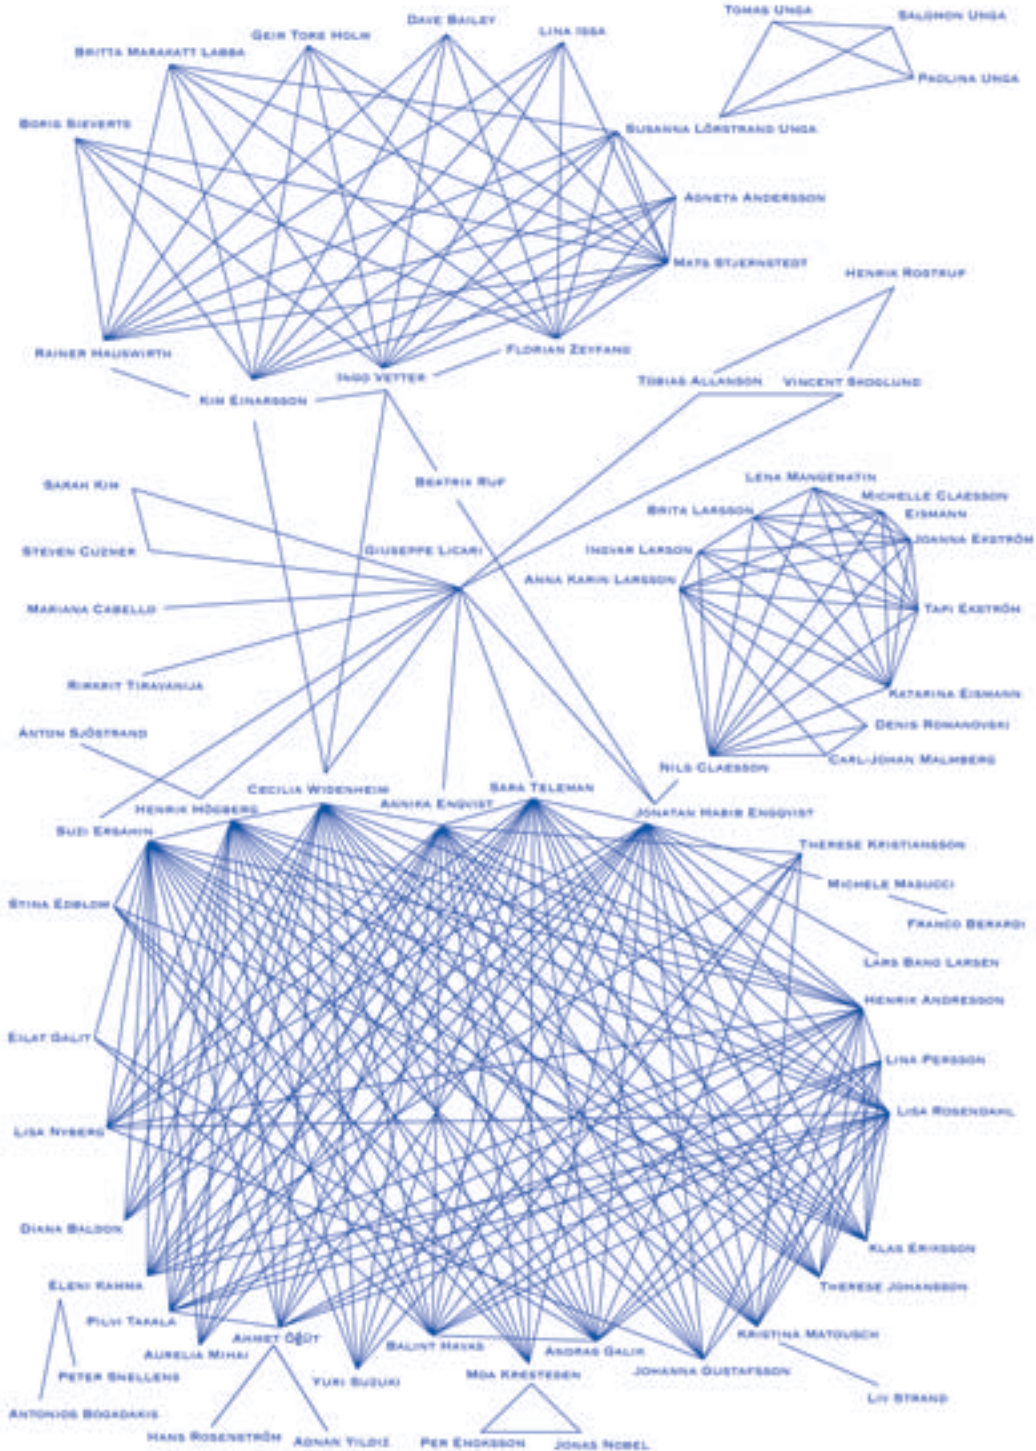 TOMAS UNGA
SALOMON UNGA
DAVE BAILEY
LINA ISSA
GEIR TORE HOLM
BRITTA MARAKATT LABBA
PAOLINA UNGA
BORIS SIEVERTS
SUSANNA LÖRSTRAND UNGA
AGNETA ANDERSSON
MATS STJERNSTEDT
HENRIK ROSTRUP
RAINER HAUSWIRTH
FLORIAN ZEYFANG
INGO VETTER
TOBIAS ALLANSON
VINCENT SKOGLUND
KIM EINARSSON
SARAH KIM
BEATRIX RUF
LENA MANGEMATIN
MICHELLE CLAESSON
EISMANN
BRITA LARSSON
JOANNA EKSTRÖM
STEVEN CUZNER
GIUSEPPE LICARI
INGVAR LARSON
ANNA KARIN LARSSON
MARIANA CABELLO
TAPI EKSTRÖM
RIRKRIT TIRAVANIJA
KATARINA EISMANN
ANTON SJÖSTRAND
DENIS ROMANOVSKI
NILS CLAESSON
CARL-JOHAN MALMBERG
CECILIA WIDENHEIM
SARA TELEMAN
HENRIK HÖGBERG
ANNIKA ENQVIST
JONATAN HABIB ENGQVIST
SUZI ERSAHIN
THERESE KRISTIANSSON
MICHELE MASUCCI
STINA EDBLOM
FRANCO BERARDI
LARS BANG LARSEN
HENRIK ANDRESSON
EILAT GALIT
LINA PERSSON
LISA NYBERG
LISA ROSENDAHL
DIANA BALDON
KLAS ERIKSSON
ELENI KAMMA
THERESE JOHANSSON
PILVI TAKALA
AHMET ÖĞÜT
KRISTINA MATOUSCH
AURELIA MIHAI
BALINT HAVAS
ANDRAS GALIK
PETER SNELLENS
YURI SUZUKI
MOA KRESTESEN
JOHANNA GUSTAFSSON
LIV STRAND
ANTONIOS BOGADAKIS
HANS ROSENSTRÖM
ADNAN YILDIZ
PER ENOKSSON
JONAS NOBEL